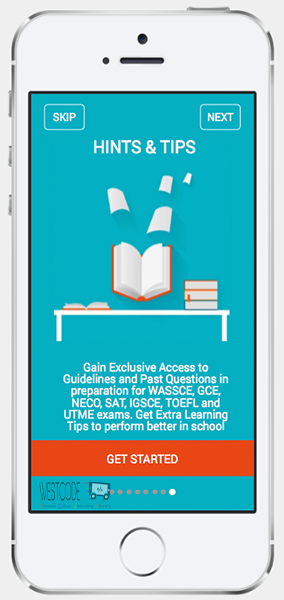 SKIP
NEXT
HINTS & TIPS
Gain Exclusive Access to
Guidelines and Past Questions in
preparation for WASSCE, GCE,
NECO, SAT, IGSCE, TOEFL and
UTME exams. Get Extra Learning
Tips to perform better in school
GET STARTED
WESTCODE